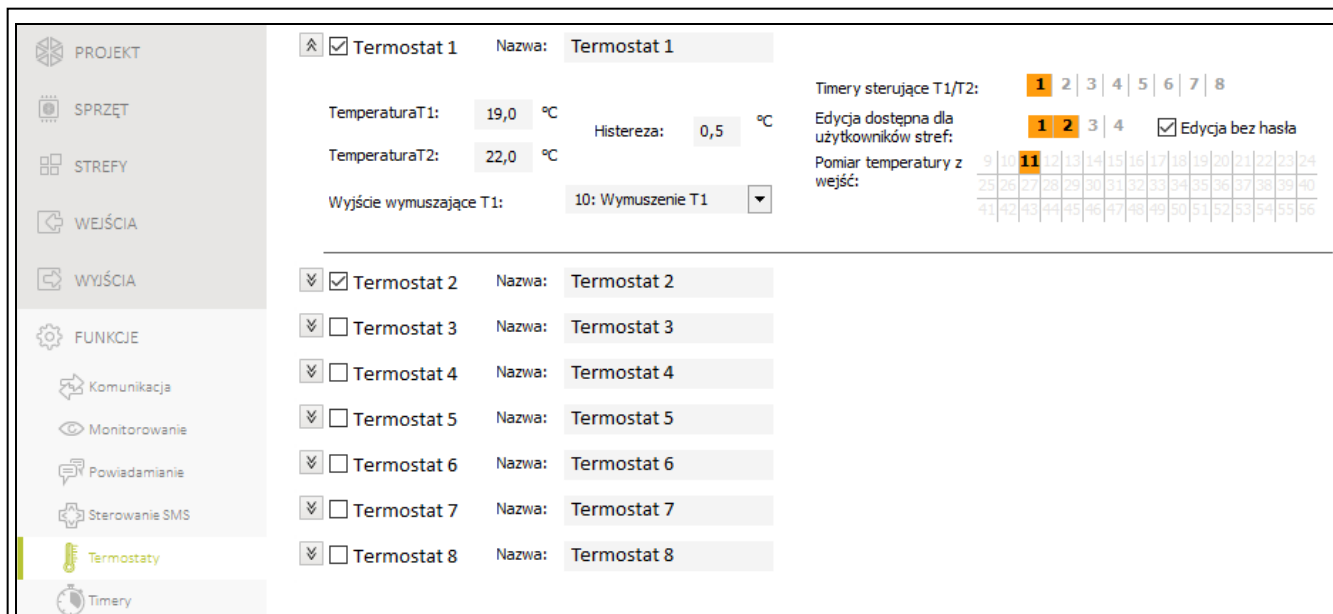 PROJEKT
SPRZĘT
STREFY
WEJŚCIA
WYJŚCIA
FUNKCJE
Komunikacja
Monitorowanie
Powiadamianie
Sterowanie SMS
Termostaty
Timery
Termostat 1 Nazwa: Termostat 1
TemperaturaT1: 19,0 °C
TemperaturaT2: 22,0 °C
Histereza: 0,5 °C
Wyjście wymuszające T1: 10: Wymuszenie T1
Timery sterujące T1/T2: 1 2 3 4 5 6 7 8
Edycja dostępna dla
użytkowników stref: 1 2 3 4 Edycja bez hasła
Pomiar temperatury z
wejść: 9 10 11 12 13 14 15 16 17 18 19 20 21 22 23 24
25 26 27 28 29 30 31 32 33 34 35 36 37 38 39 40
41 42 43 44 45 46 47 48 49 50 51 52 53 54 55 56
Termostat 2 Nazwa: Termostat 2
Termostat 3 Nazwa: Termostat 3
Termostat 4 Nazwa: Termostat 4
Termostat 5 Nazwa: Termostat 5
Termostat 6 Nazwa: Termostat 6
Termostat 7 Nazwa: Termostat 7
Termostat 8 Nazwa: Termostat 8